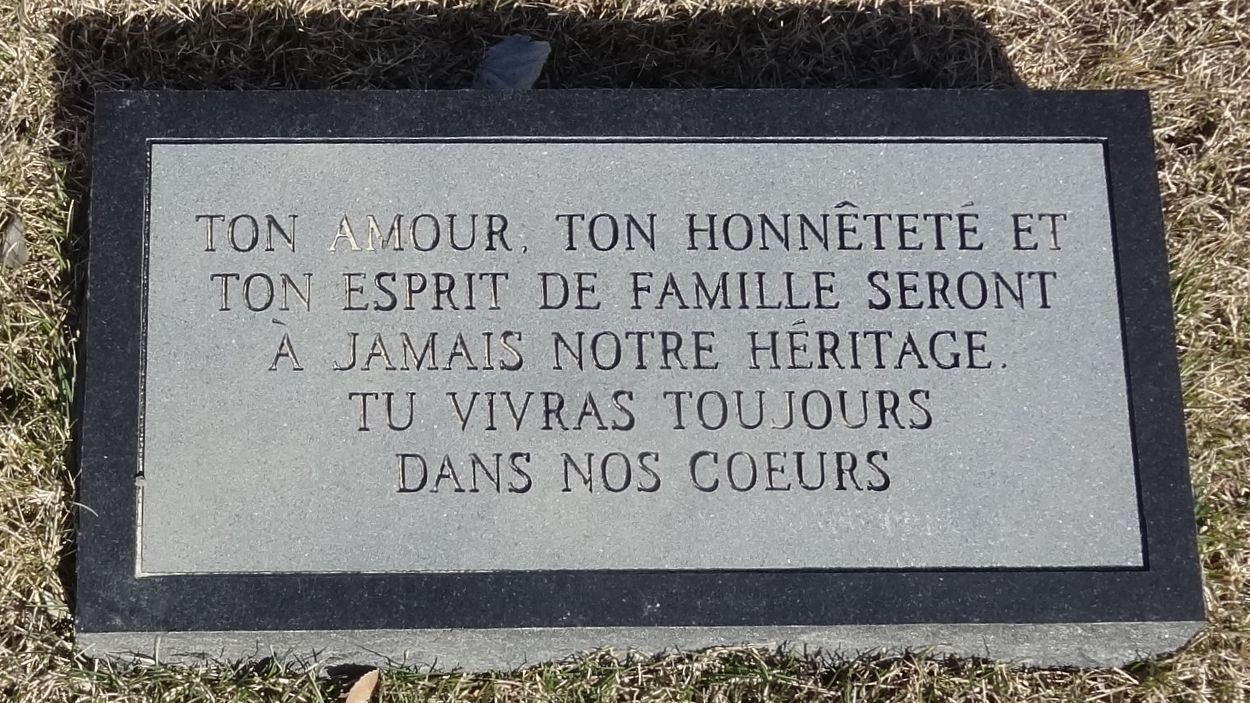 TON AMOUR, TON HONNÊTETÉ ET
TON ESPRIT DE FAMILLE SERONT
À JAMAIS NOTRE HÉRITAGE.
TU VIVRAS TOUJOURS
DANS NOS COEURS